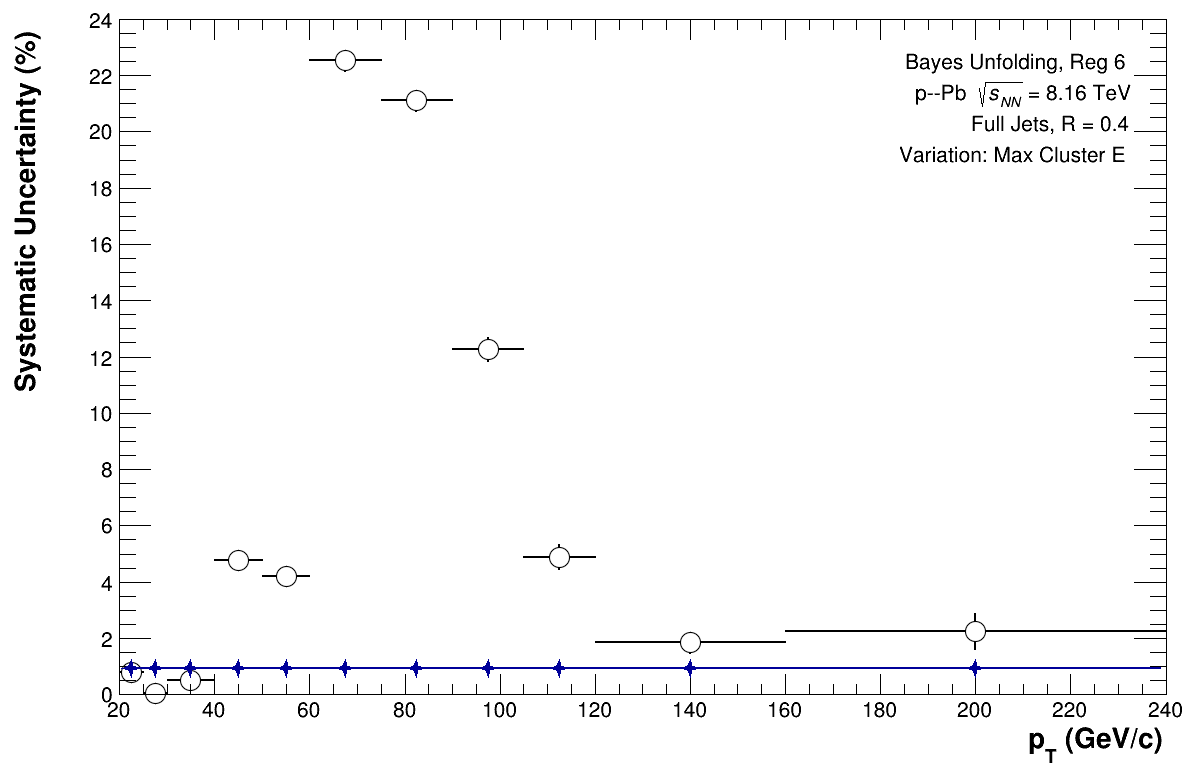 Systematic Uncertainty (%)
24
22
20
18
16
14
12
10
8
6
4
2
0
Bayes Unfolding, Reg 6
p--Pb √sNN = 8.16 TeV
Full Jets, R = 0.4
Variation: Max Cluster E
20 40 60 80 100 120 140 160 180 200 220 240
pT (GeV/c)